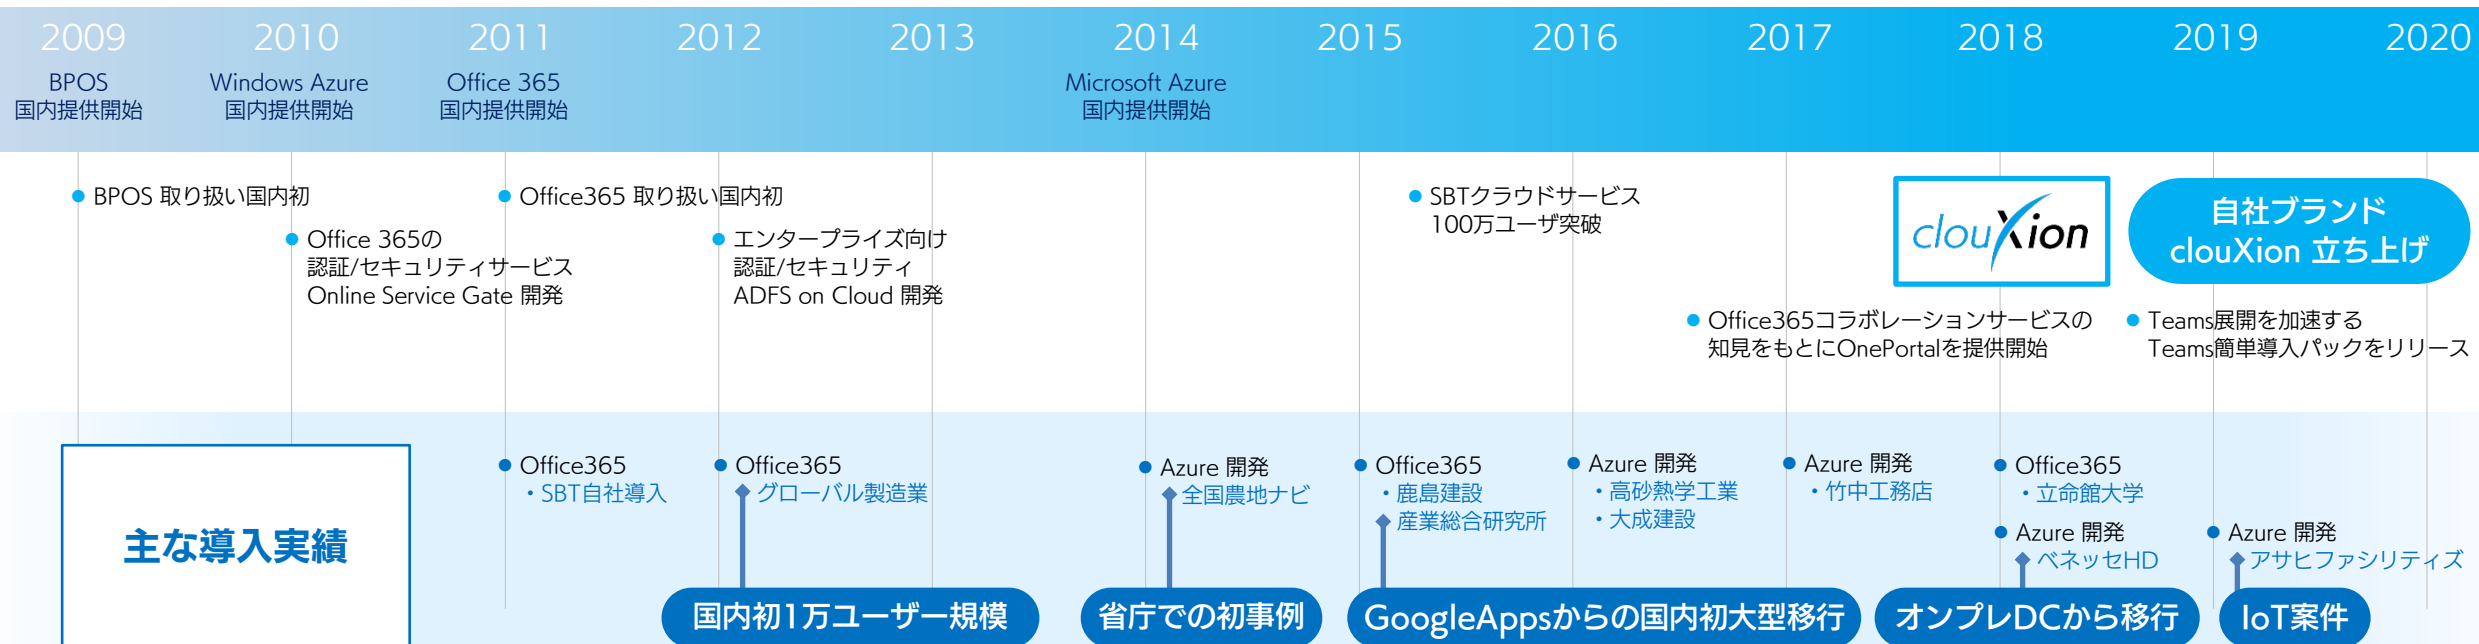 2009
2010
2011
2012
2013
2014
2015
2016
2017
2018
2019
2020
BPOS
国内提供開始
Windows Azure
国内提供開始
Office 365
国内提供開始
Microsoft Azure
国内提供開始
BPOS 取り扱い国内初
Office 365の
認証/セキュリティサービス
Online Service Gate 開発
Office365 取り扱い国内初
エンタープライズ向け
認証/セキュリティ
ADFS on Cloud 開発
SBTクラウドサービス
100万ユーザ突破
clouXion
自社ブランド
clouXion 立ち上げ
Office365コラボレーションサービスの
知見をもとにOnePortalを提供開始
Teams展開を加速する
Teams簡単導入パックをリリース
主な導入実績
Office365
・SBT自社導入
Office365
グローバル製造業
国内初1万ユーザー規模
Azure 開発
全国農地ナビ
省庁での初事例
Office365
・鹿島建設
産業総合研究所
GoogleAppsからの国内初大型移行
Azure 開発
・高砂熱学工業
・大成建設
Azure 開発
・竹中工務店
Office365
・立命館大学
Azure 開発
ベネッセHD
オンプレDCから移行
Azure 開発
アサヒファシリティズ
IoT案件